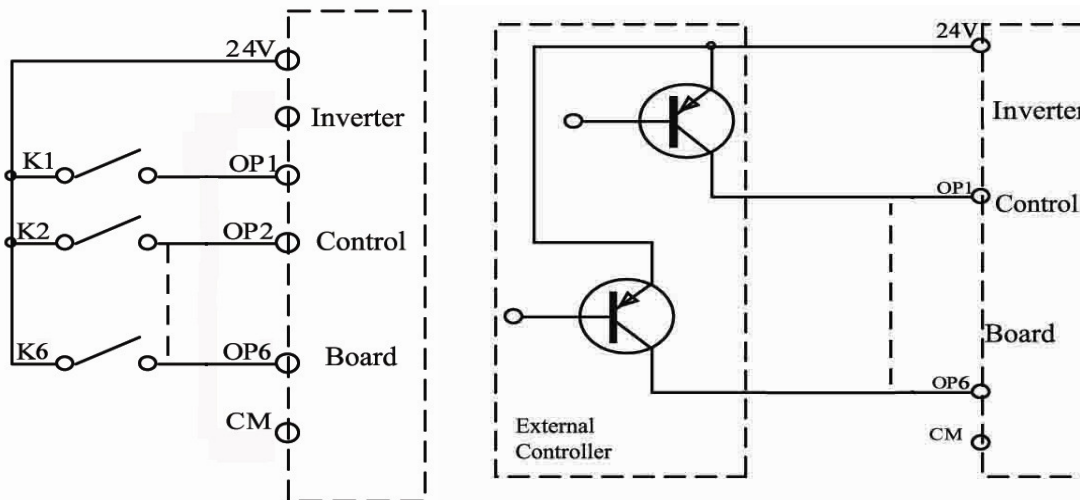 24V
Inverter
K1
OP1
K2
OP2
Control
K6
OP6
Board
CM
24V
Inverter
OP1
Control
Board
OP6
CM
External
Controller